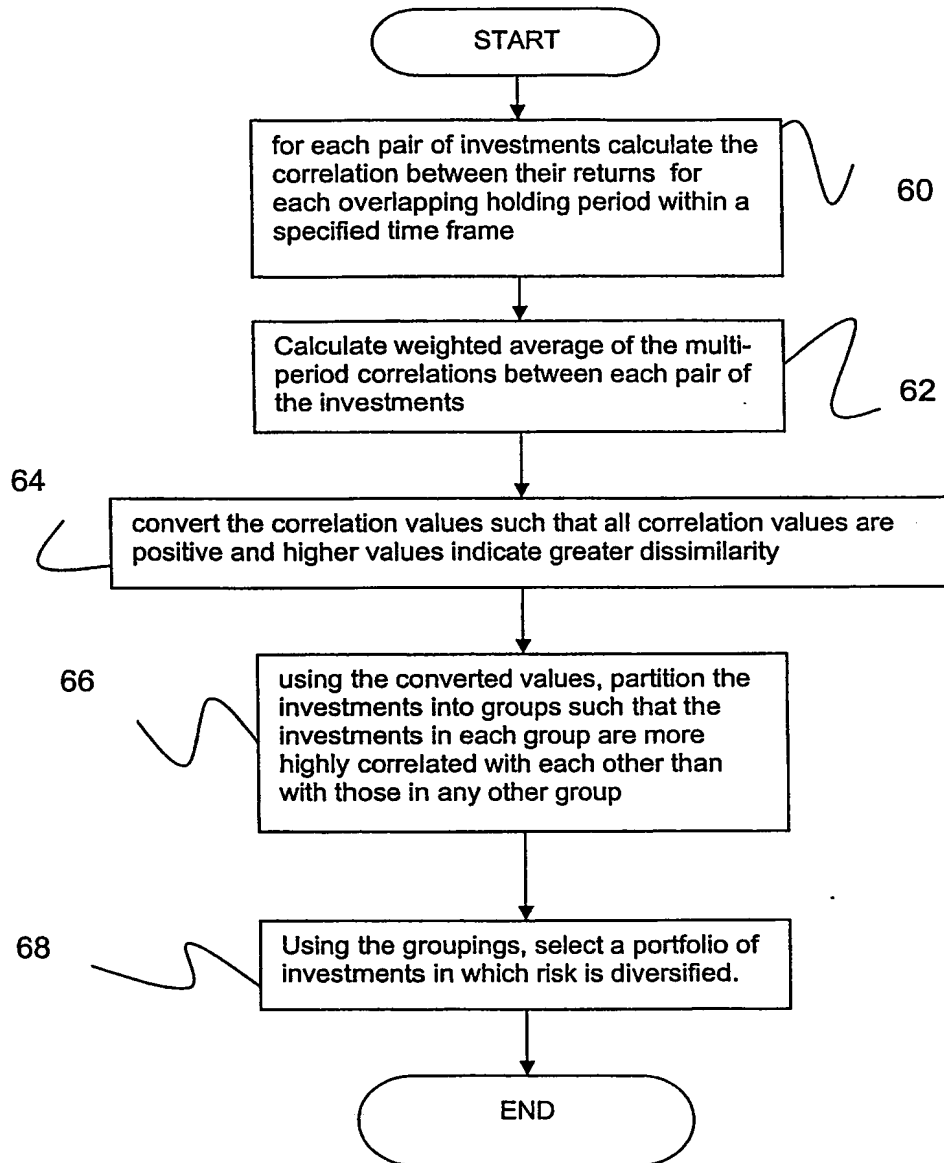 START
for each pair of investments calculate the
correlation between their returns for
each overlapping holding period within a
specified time frame
60
Calculate weighted average of the multi-
period correlations between each pair of
the investments
62
64
convert the correlation values such that all correlation values are
positive and higher values indicate greater dissimilarity
66
using the converted values, partition the
investments into groups such that the
investments in each group are more
highly correlated with each other than
with those in any other group
68
Using the groupings, select a portfolio of
investments in which risk is diversified.
END